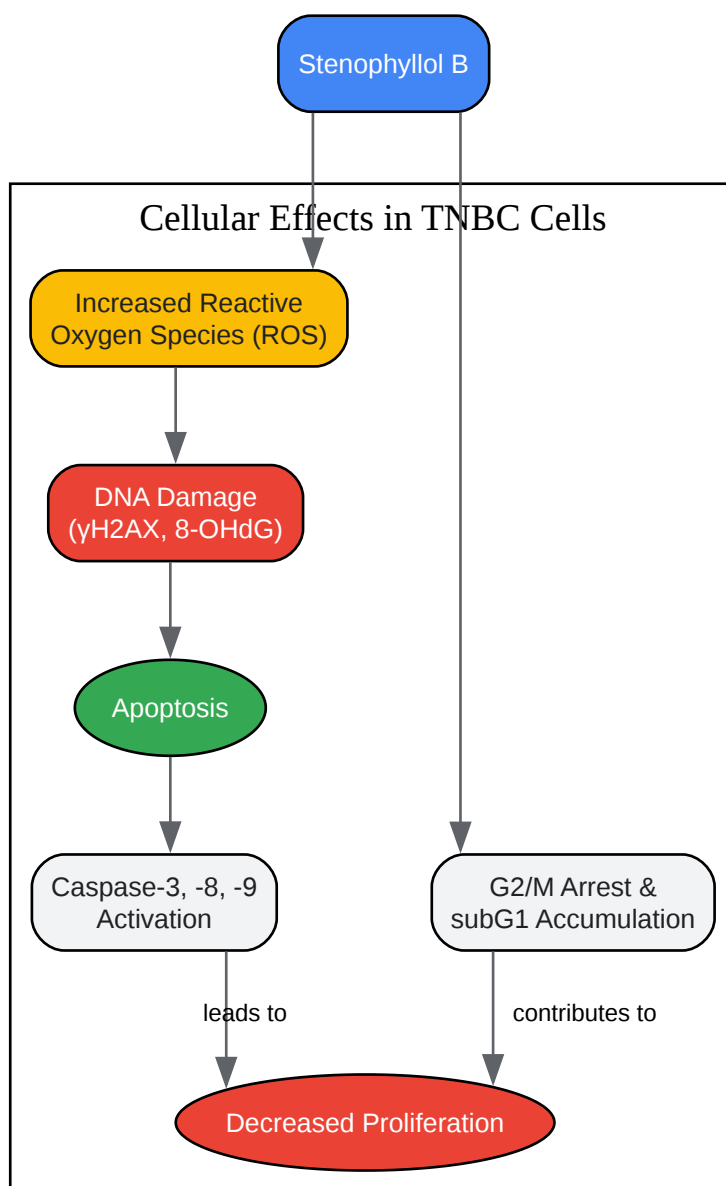 Stenophyllol B
Cellular Effects in TNBC Cells
Increased Reactive
Oxygen Species (ROS)
DNA Damage
(γH2AX, 8-OHdG)
Apoptosis
Caspase-3, -8, -9
Activation
G2/M Arrest &
subG1 Accumulation
leads to
contributes to
Decreased Proliferation